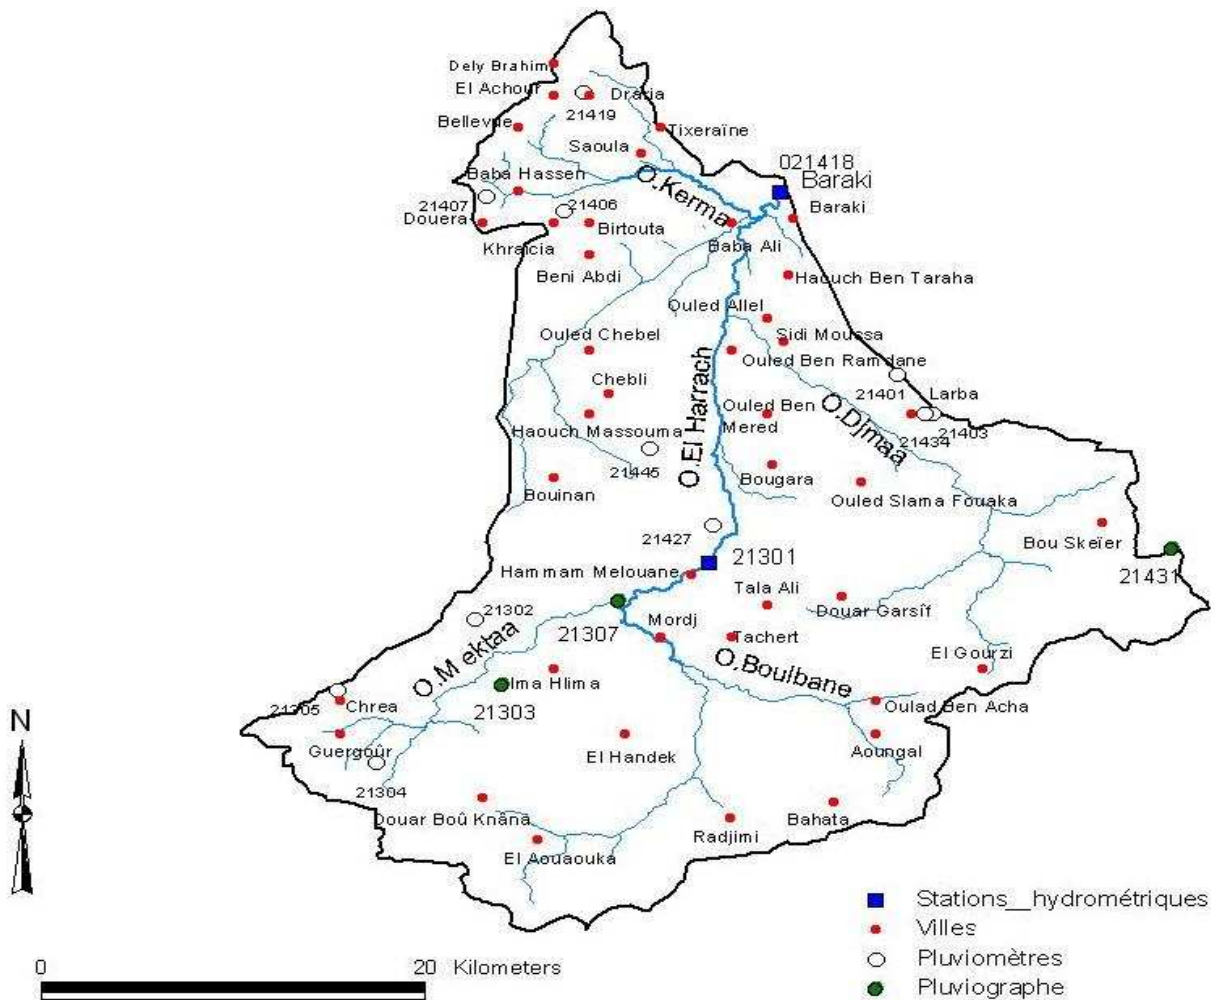 Dely Brahim
El Achour
Draria
21419
Bellevue
Tixeraïne
Saoula
021418
Baraki
Baba Hassen
O.Kerma
21407
21406
Baraki
Douera
Birtouta
Khraicia
Baba Ali
Beni Abdi
Haouch Ben Taraha
Ouled Allel
Ouled Chebel
Sidi Moussa
Ouled Ben Ramdane
Chebli
21401
Larba
O.El Harrach
Ouled Ben
Mered
O.Djmaa
Haouch Massouma
21434
21403
21445
Bougara
Bouinan
Ouled Slama Fouaka
21427
Bou Skeïer
21301
21431
Hammam Melouane
Tala Ali
Douar Garsîf
21302
21307
Mordj
Tachert
O.M ektaa
O.Boulbane
El Gourzi
lma Hlima
21305
Chrea
21303
Oulad Ben Acha
N
Guergoûr
El Handek
Aoungal
21304
Douar Boû Knâna
Radjimi
Bahata
El Aouaouka
Stations__hydrométriques
Villes
Pluviomètres
Pluviographe
0 20 Kilometers